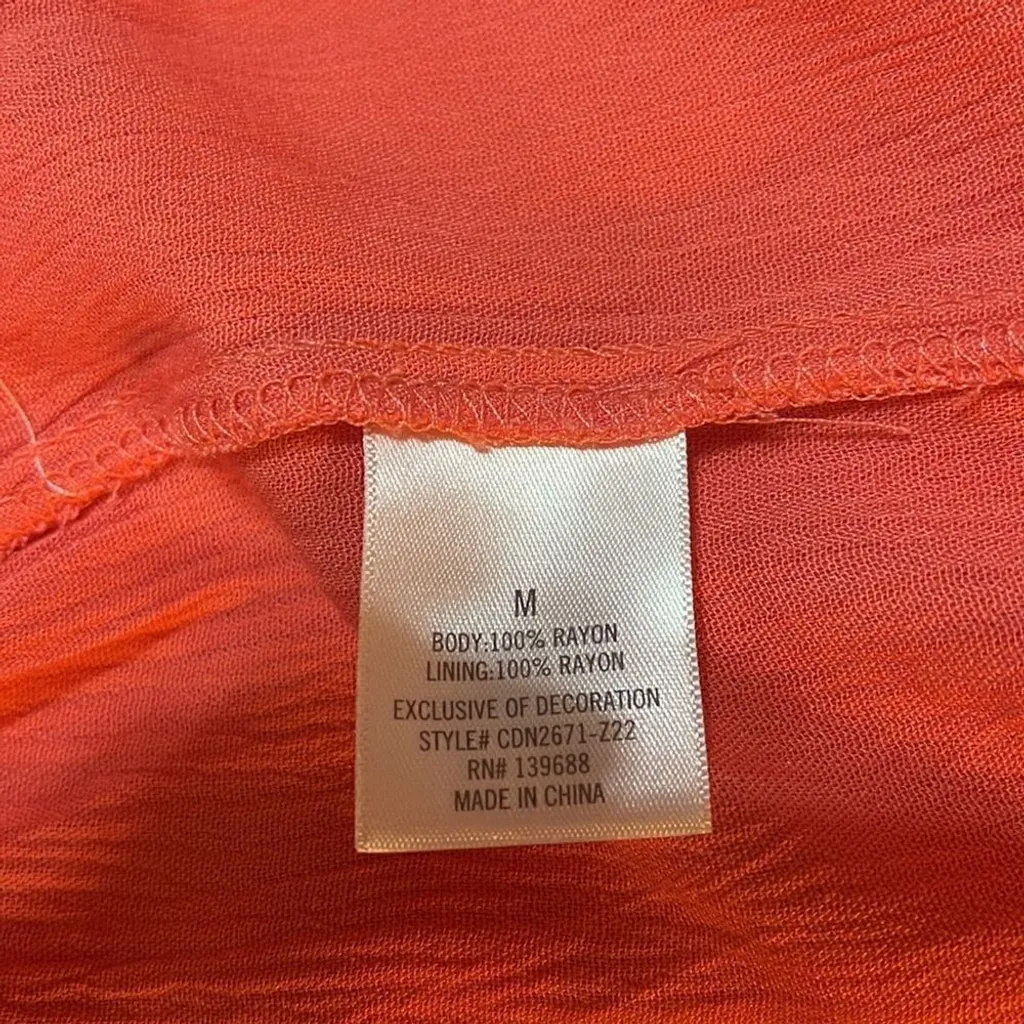 M
BODY:100% RAYON
LINING:100% RAYON
EXCLUSIVE OF DECORATION
STYLE# CDN2671-Z22
RN# 139688
MADE IN CHINA